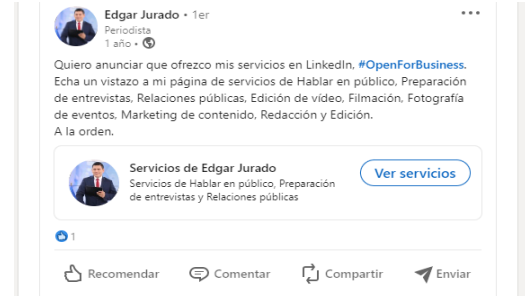 Edgar Jurado • 1er
Periodista
1 año •
Quiero anunciar que ofrezco mis servicios en LinkedIn, #OpenForBusiness.
Echa un vistazo a mi página de servicios de Hablar en público, Preparación
de entrevistas, Relaciones públicas, Edición de vídeo, Filmación, Fotografía
de eventos, Marketing de contenido, Redacción y Edición.
A la orden.
Servicios de Edgar Jurado
Servicios de Hablar en público, Preparación
de entrevistas y Relaciones públicas
Ver servicios
1
Recomendar Comentar Compartir Enviar